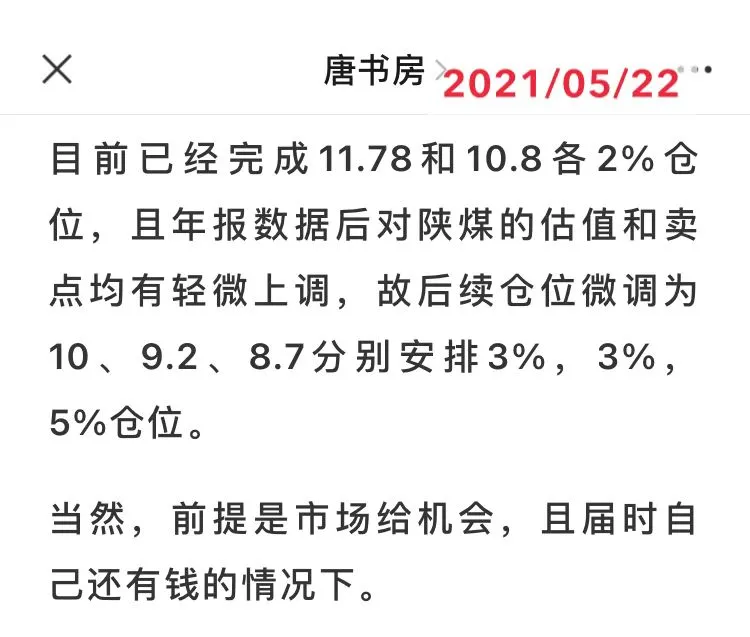 唐书房
2021/05/22
目前已经完成11.78和10.8各2%仓
位，且年报数据后对陕煤的估值和卖
点均有轻微上调，故后续仓位微调为
10、9.2、8.7分别安排3%，3%，
5%仓位。
当然，前提是市场给机会，且届时自
己还有钱的情况下。